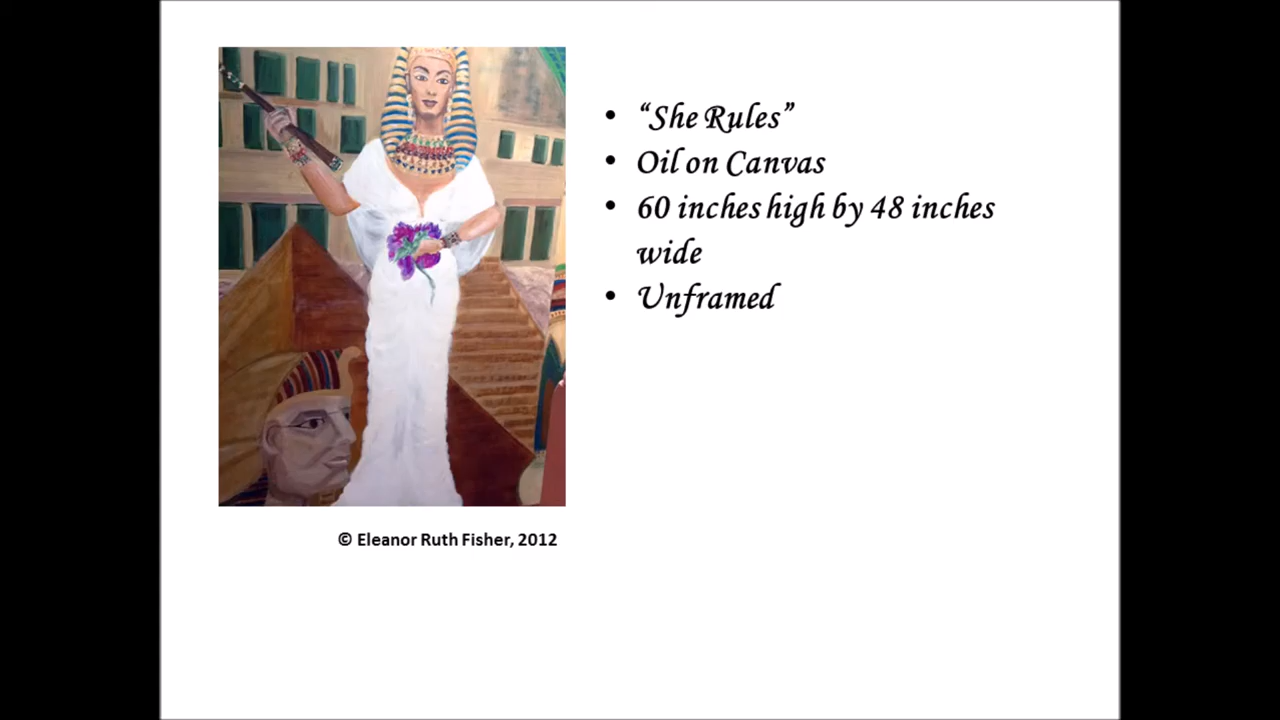 • “She Rules”
• Oil on Canvas
• 60 inches high by 48 inches
wide
• Unframed
© Eleanor Ruth Fisher, 2012